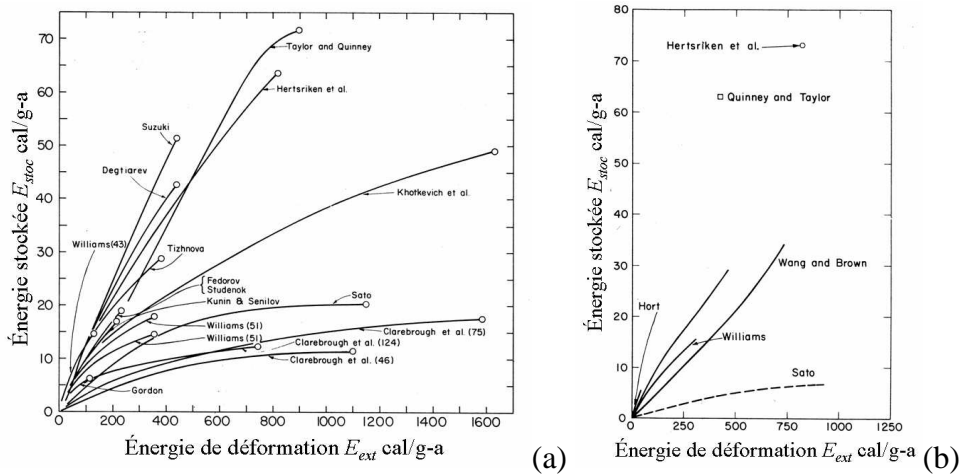 70
60
50
40
30
20
10
0
Énergie stockée E_stoc cal/g-a
Taylor and Quinney
Hertsriken et al.
Suzuki
Degtiarev
Khotkevich et al.
Williams(43)
Tizhnova
Fedorov
Studenok
Kunin & Senilov
Sato
Williams (51)
Williams (51)
Clarebrough et al. (75)
Clarebrough et al. (124)
Clarebrough et al. (46)
Gordon
0 200 400 600 800 1000 1200 1400 1600
Énergie de déformation E_ext cal/g-a
(a)
80
70
60
50
40
30
20
10
0
Énergie stockée E_stoc cal/g-a
Hertsriken et al.
Quinney and Taylor
Wang and Brown
Hort
Williams
Sato
0 250 500 750 1000 1250
Énergie de déformation E_ext cal/g-a
(b)